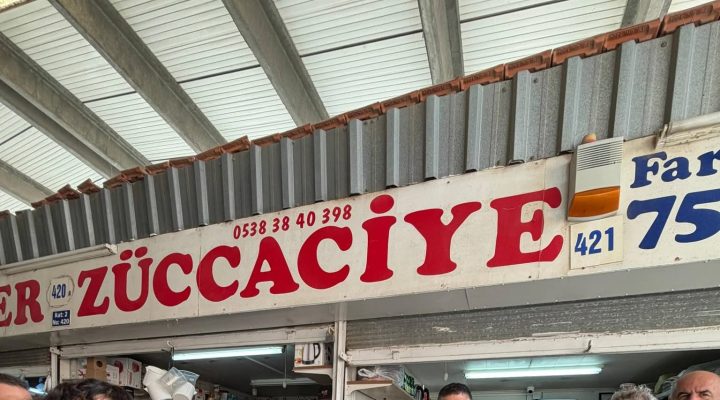 0538 38 40 398
ER ZÜCCACİYE
420 A
Kat: 2
No: 420
421
Far
75